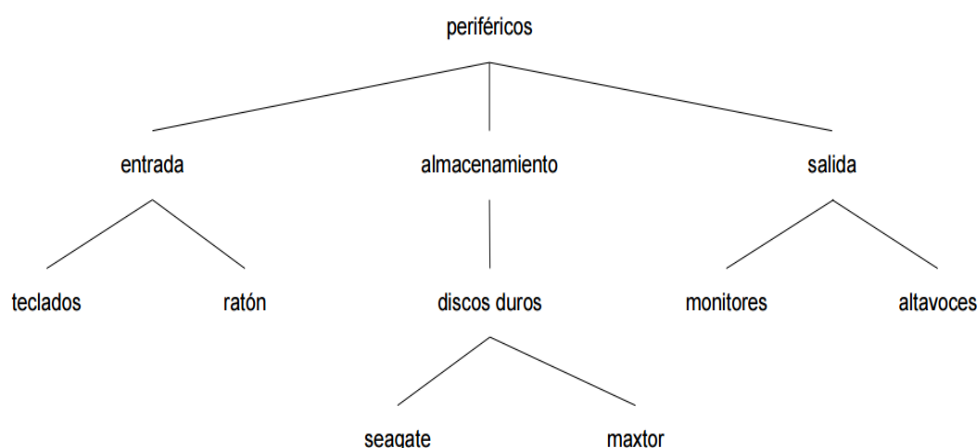 periféricos
entrada almacenamiento salida
teclados ratón discos duros monitores altavoces
seagate maxtor